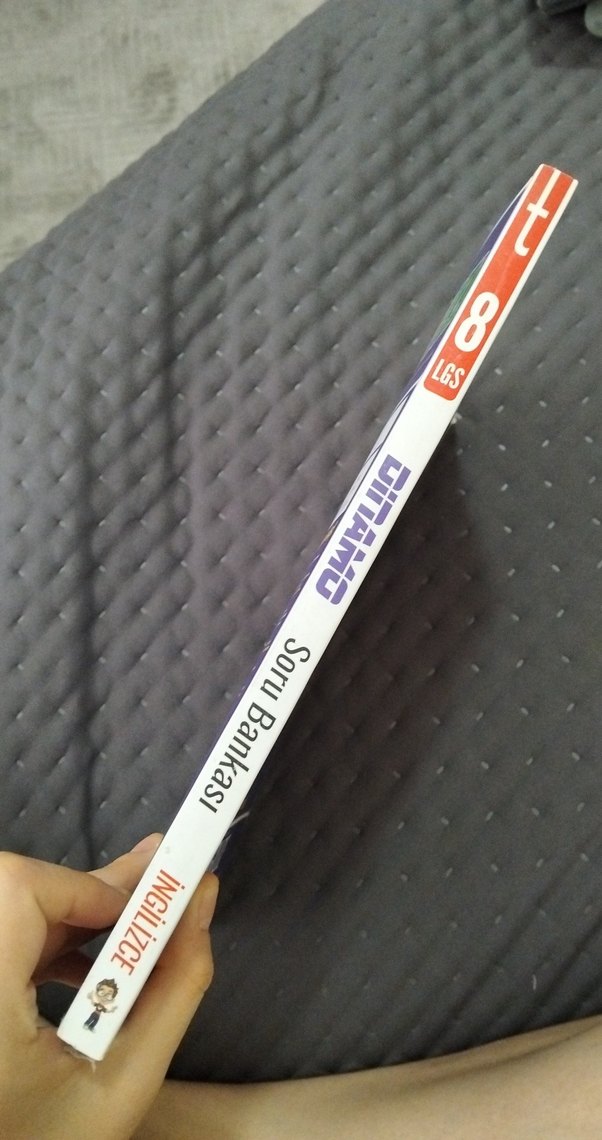 t
8
LGS
DİNAMO
Soru Bankası
İNGİLİZCE